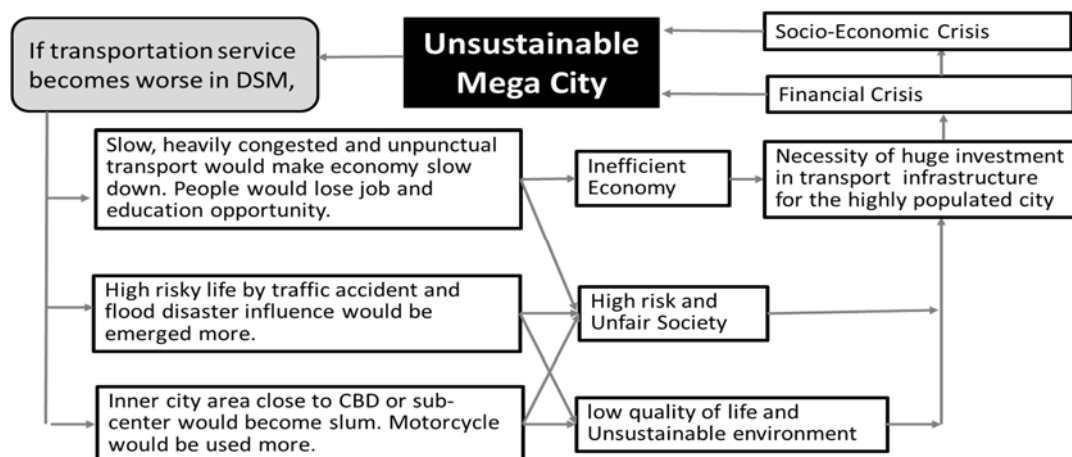 If transportation service
becomes worse in DSM,
Unsustainable
Mega City
Socio-Economic Crisis
Financial Crisis
Slow, heavily congested and unpunctual
transport would make economy slow
down. People would lose job and
education opportunity.
Inefficient
Economy
Necessity of huge investment
in transport infrastructure
for the highly populated city
High risky life by traffic accident and
flood disaster influence would be
emerged more.
High risk and
Unfair Society
Inner city area close to CBD or sub-
center would become slum. Motorcycle
would be used more.
low quality of life and
Unsustainable environment